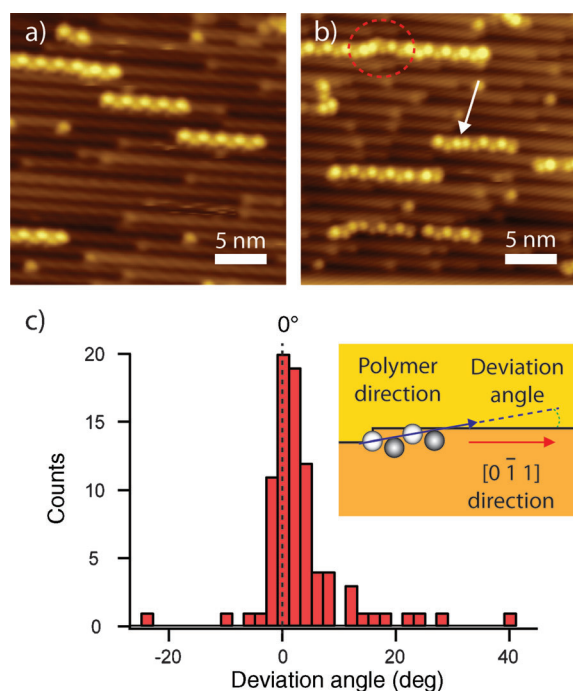 a)
5 nm
b)
5 nm
c)
0°
20
15
10
5
0
Counts
-20
0
20
40
Deviation angle (deg)
Polymer
direction
Deviation
angle
[0 1̅ 1]
direction